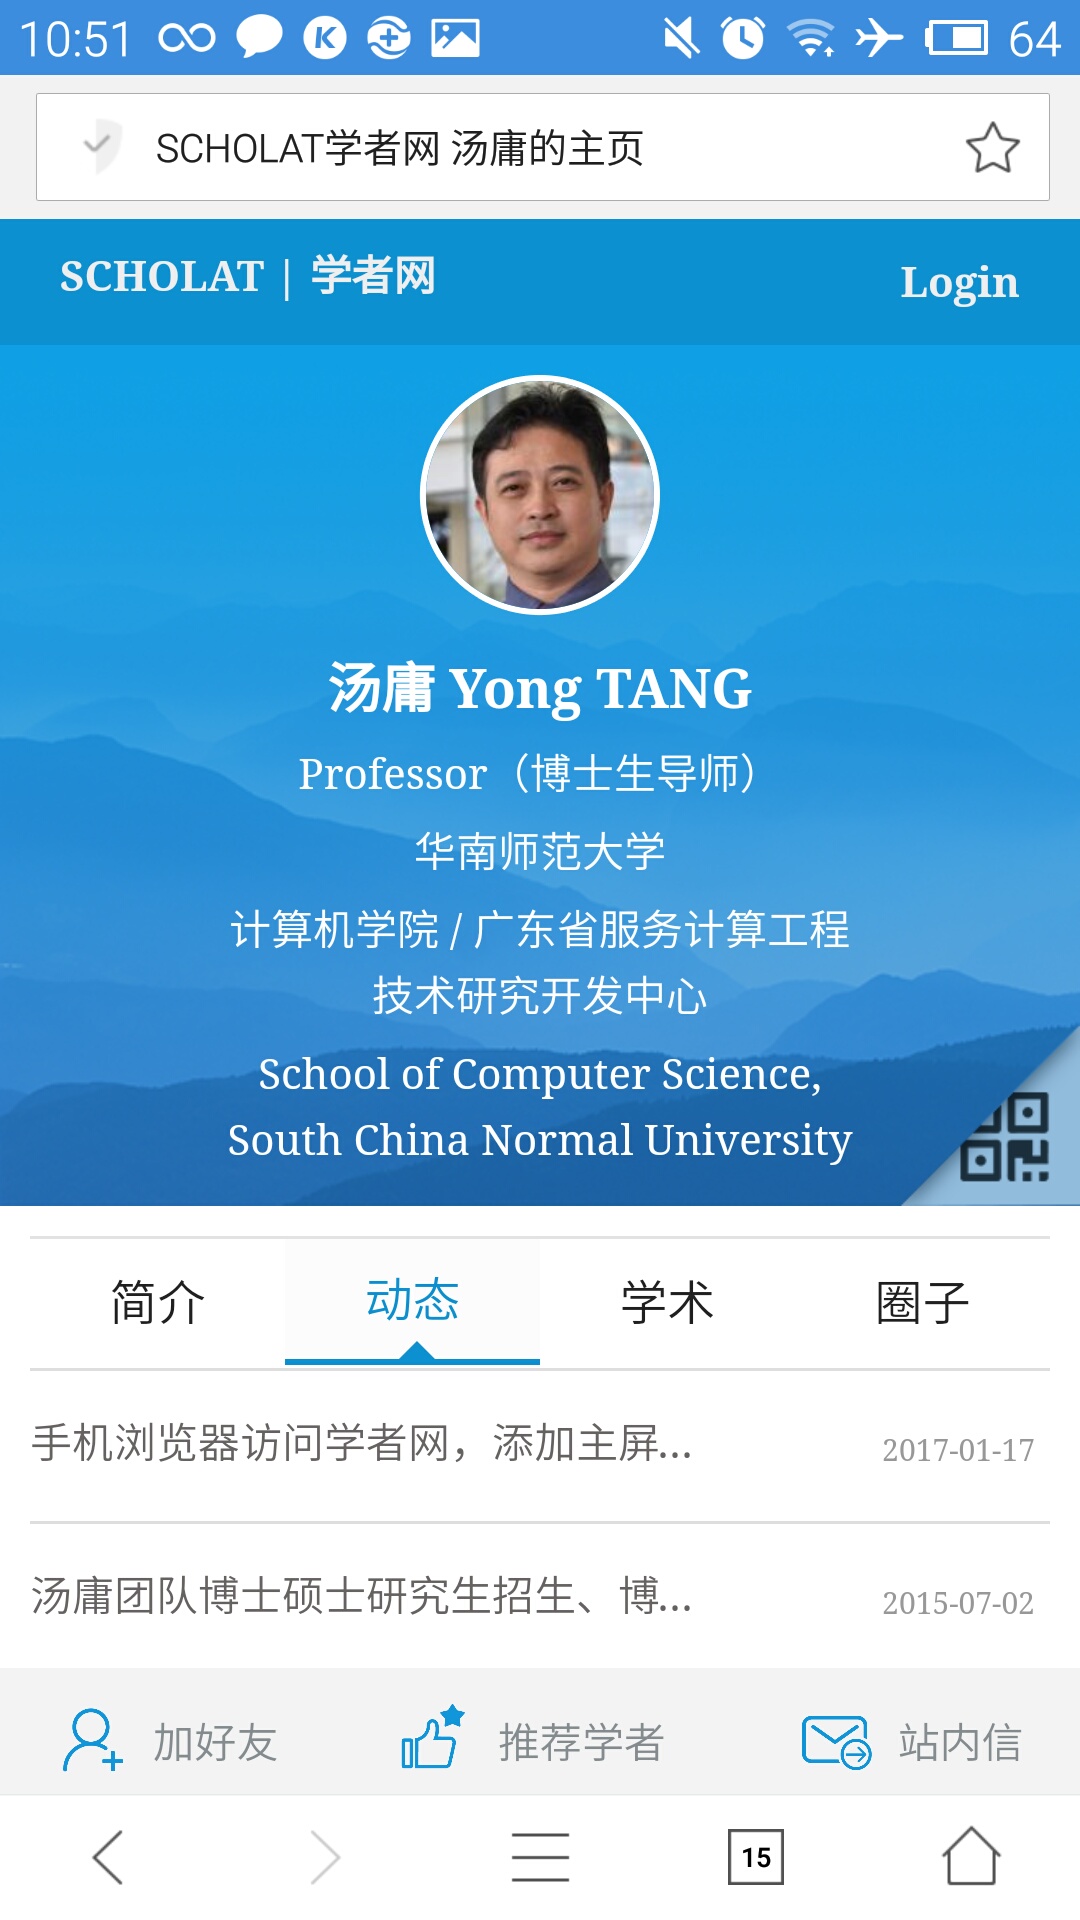 10:51 64
SCHOLAT学者网 汤庸的主页
SCHOLAT | 学者网 Login
汤庸 Yong TANG
Professor（博士生导师）
华南师范大学
计算机学院 / 广东省服务计算工程
技术研究开发中心
School of Computer Science,
South China Normal University
简介 动态 学术 圈子
手机浏览器访问学者网，添加主屏... 2017-01-17
汤庸团队博士硕士研究生招生、博... 2015-07-02
加好友 推荐学者 站内信
15